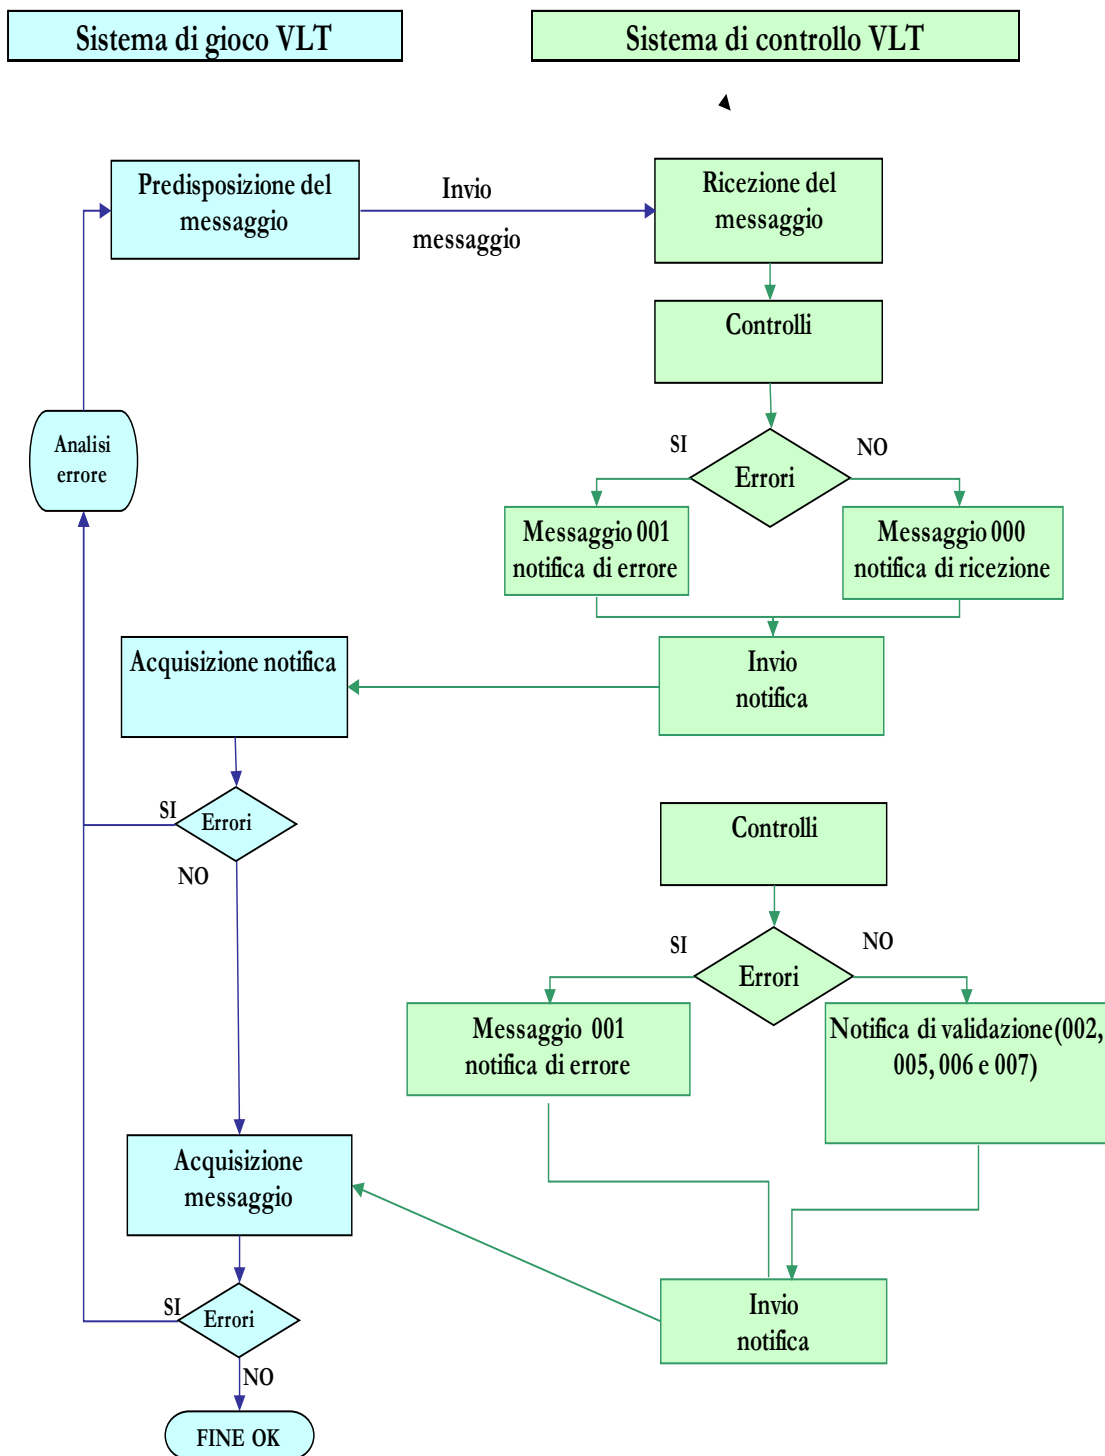 Sistema di gioco VLT
Sistema di controllo VLT
Predisposizione del
messaggio
Invio
messaggio
Ricezione del
messaggio
Controlli
Analisi
errore
SI
Errori
NO
Messaggio 001
notifica di errore
Messaggio 000
notifica di ricezione
Acquisizione notifica
Invio
notifica
SI
Errori
NO
Controlli
SI
Errori
NO
Messaggio 001
notifica di errore
Notifica di validazione(002,
005, 006 e 007)
Acquisizione
messaggio
SI
Errori
NO
Invio
notifica
FINE OK